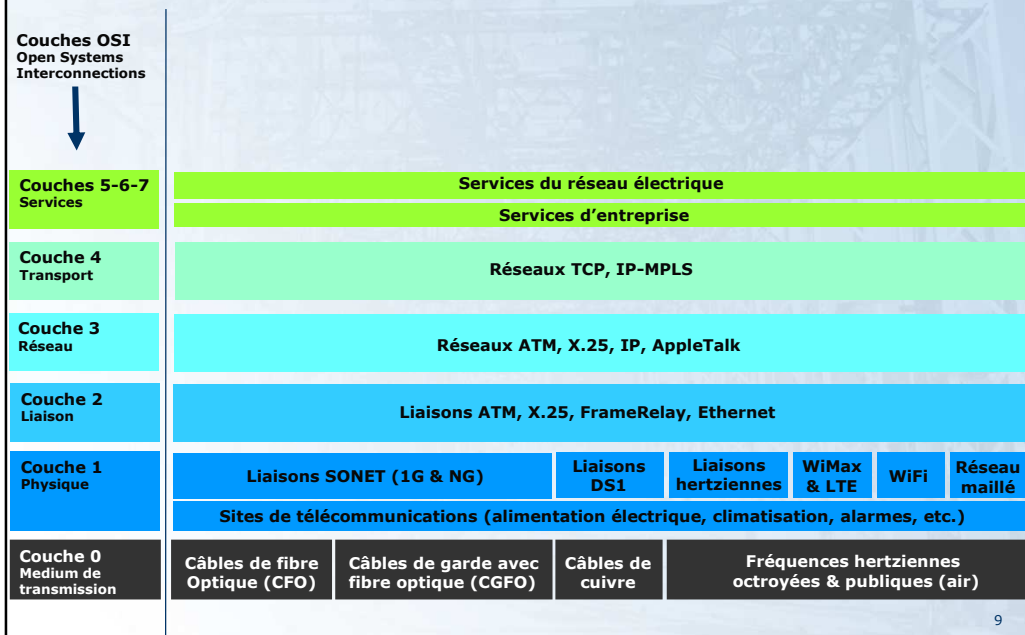 Couches OSI
Open Systems
Interconnections
Couches 5-6-7
Services
Services du réseau électrique
Services d’entreprise
Couche 4
Transport
Réseaux TCP, IP-MPLS
Couche 3
Réseau
Réseaux ATM, X.25, IP, AppleTalk
Couche 2
Liaison
Liaisons ATM, X.25, FrameRelay, Ethernet
Couche 1
Physique
Liaisons SONET (1G & NG)
Liaisons
DS1
Liaisons
hertziennes
WiMax
& LTE
WiFi
Réseau
maillé
Sites de télécommunications (alimentation électrique, climatisation, alarmes, etc.)
Couche 0
Medium de
transmission
Câbles de fibre
Optique (CFO)
Câbles de garde avec
fibre optique (CGFO)
Câbles de
cuivre
Fréquences hertziennes
octroyées & publiques (air)
9